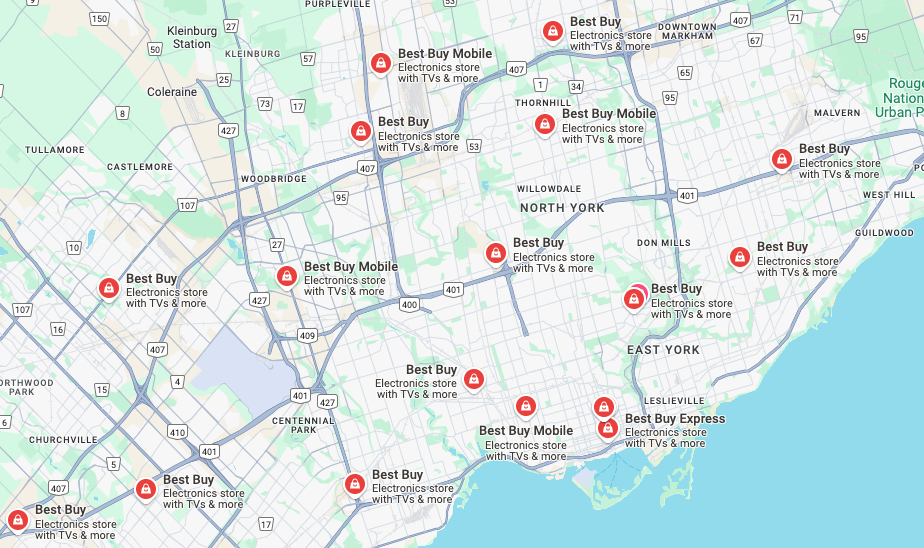 PURPLEVILLE
53
150
27
407
Best Buy
Electronics store
with TVs & more
DOWNTOWN
MARKHAM
67
71
95
Kleinburg
Station
50
KLEINBURG
57
Best Buy Mobile
Electronics store
with TVs & more
407
1
34
65
95
25
Coleraine
73
17
8
427
THORNHILL
Best Buy Mobile
Electronics store
with TVs & more
MALVERN
Best Buy
Electronics store
with TVs & more
53
TULLAMORE
CASTLEMORE
407
WOODBRIDGE
Best Buy
Electronics store
with TVs & more
WILLOWDALE
NORTH YORK
401
WEST HILL
95
107
GUILDWOOD
10
27
Best Buy
Electronics store
with TVs & more
DON MILLS
Best Buy
Electronics store
with TVs & more
Best Buy
Electronics store
with TVs & more
Best Buy Mobile
Electronics store
with TVs & more
401
400
Best Buy
Electronics store
with TVs & more
107
427
16
409
407
EAST YORK
Best Buy
Electronics store
with TVs & more
PARK
15
4
401
427
LESLIEVILLE
6
CENTENNIAL
PARK
Best Buy Mobile
Electronics store
with TVs & more
Best Buy Express
Electronics store
with TVs & more
CHURCHVILLE
410
401
5
407
Best Buy
Electronics store
with TVs & more
Best Buy
Electronics store
with TVs & more
401
Best Buy
Electronics store
with TVs & more
17